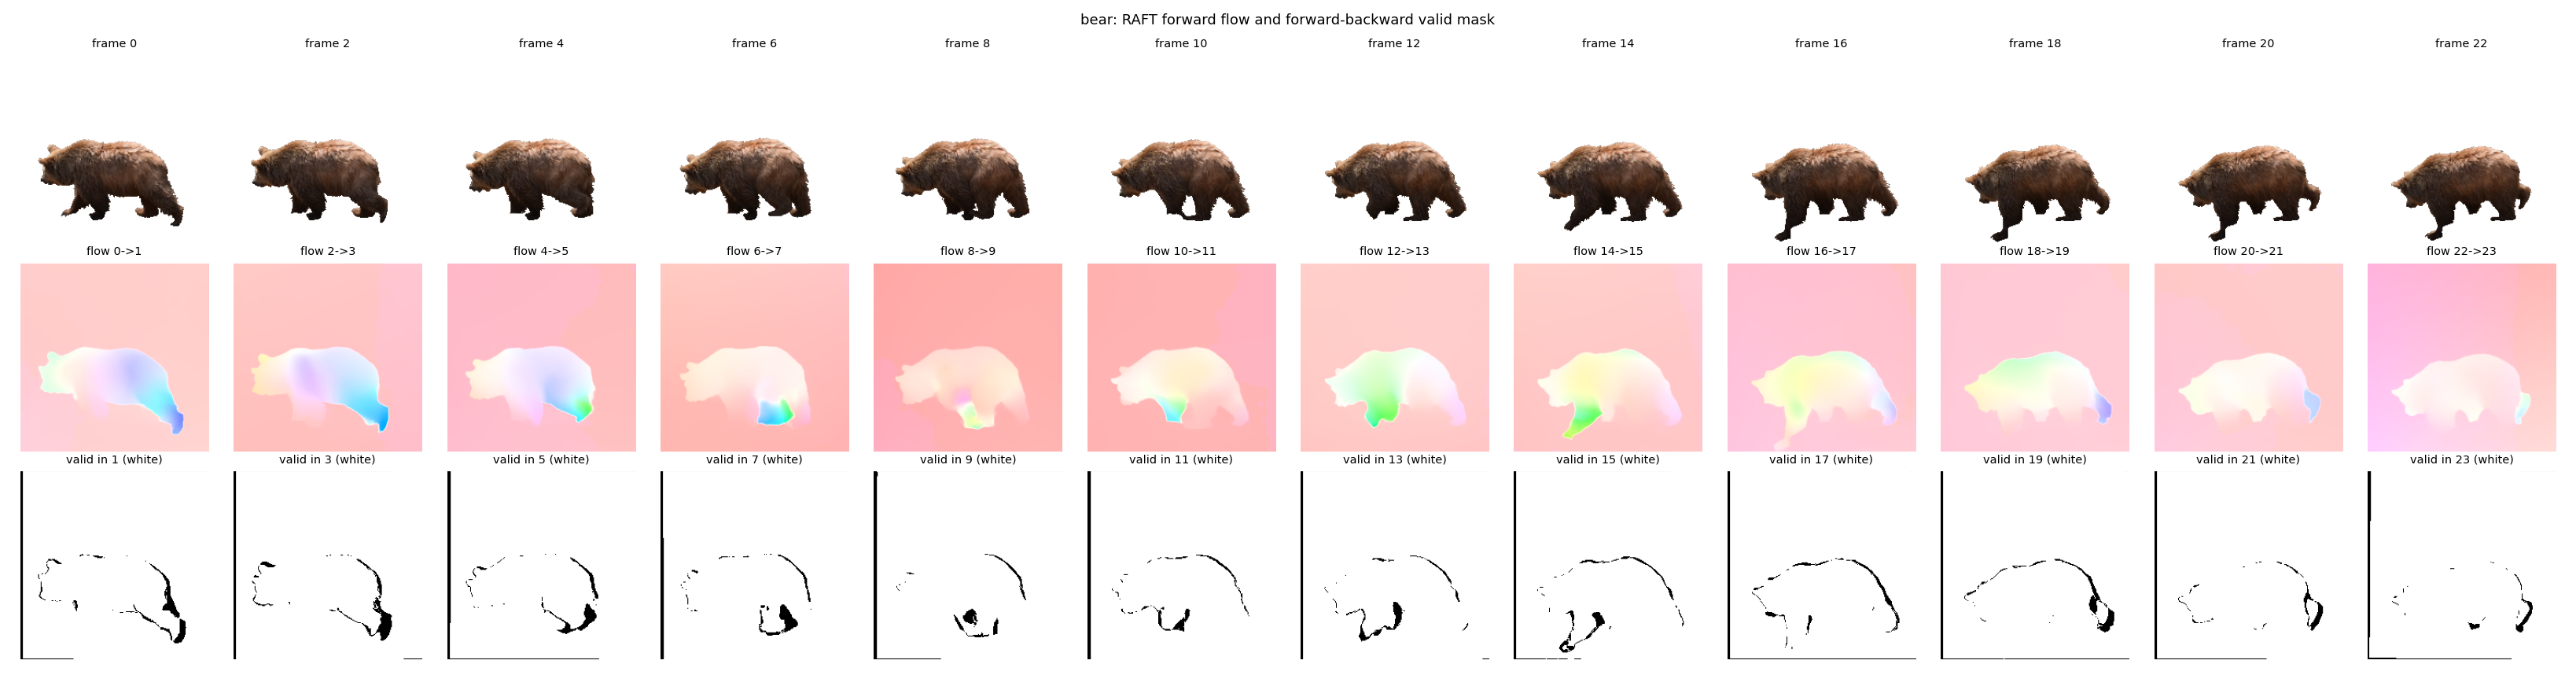 bear: RAFT forward flow and forward-backward valid mask
frame 0 frame 2 frame 4 frame 6 frame 8 frame 10 frame 12 frame 14 frame 16 frame 18 frame 20 frame 22
flow 0->1 flow 2->3 flow 4->5 flow 6->7 flow 8->9 flow 10->11 flow 12->13 flow 14->15 flow 16->17 flow 18->19 flow 20->21 flow 22->23
valid in 1 (white) valid in 3 (white) valid in 5 (white) valid in 7 (white) valid in 9 (white) valid in 11 (white) valid in 13 (white) valid in 15 (white) valid in 17 (white) valid in 19 (white) valid in 21 (white) valid in 23 (white)